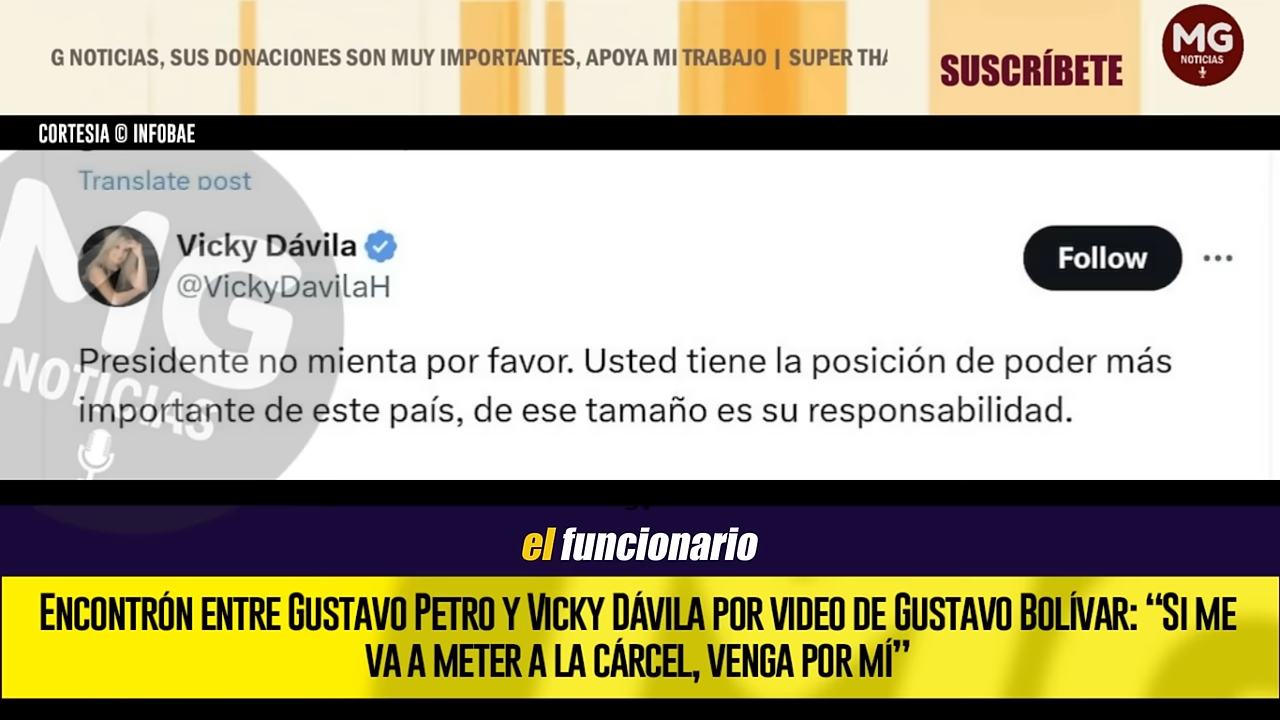 G NOTICIAS, SUS DONACIONES SON MUY IMPORTANTES, APOYA MI TRABAJO | SUPER THA
SUSCRÍBETE
MG
NOTICIAS
CORTESIA © INFOBAE
Translate post
Vicky Dávila
@VickyDavilaH
Follow
Presidente no mienta por favor. Usted tiene la posición de poder más
importante de este país, de ese tamaño es su responsabilidad.
MG
NOTICIAS
el funcionario
ENCONTRÓN ENTRE GUSTAVO PETRO Y VICKY DÁVILA POR VIDEO DE GUSTAVO BOLÍVAR: “SI ME
VA A METER A LA CÁRCEL, VENGA POR MÍ”